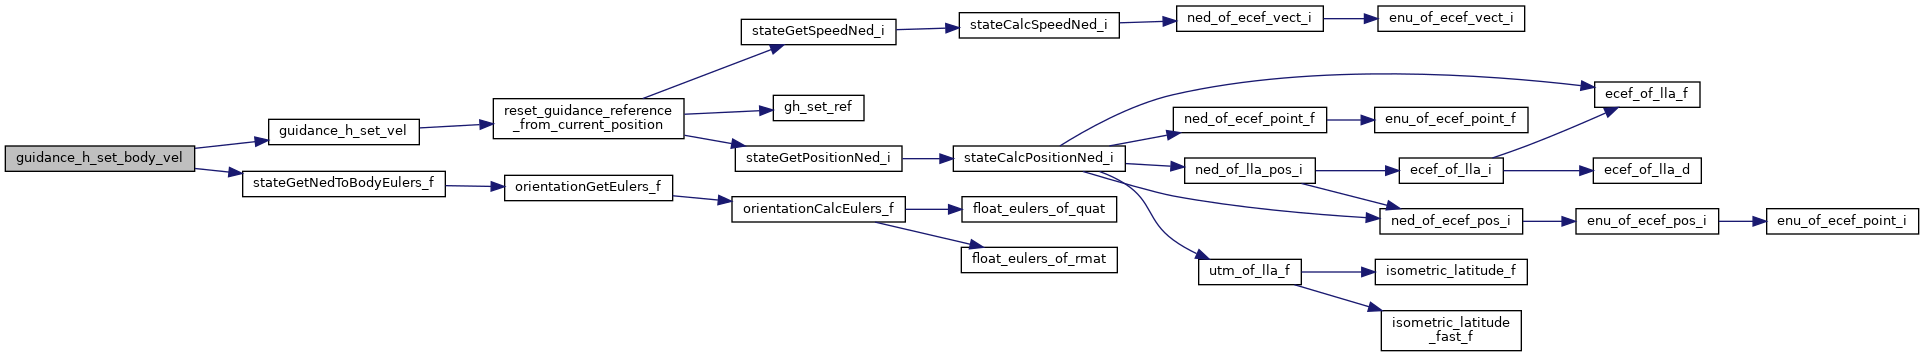 guidance_h_set_body_vel
guidance_h_set_vel
stateGetNedToBodyEulers_f
reset_guidance_reference
_from_current_position
orientationGetEulers_f
stateGetSpeedNed_i
gh_set_ref
stateGetPositionNed_i
orientationCalcEulers_f
stateCalcSpeedNed_i
stateCalcPositionNed_i
float_eulers_of_quat
float_eulers_of_rmat
ned_of_ecef_vect_i
ned_of_ecef_point_f
ned_of_lla_pos_i
utm_of_lla_f
enu_of_ecef_vect_i
enu_of_ecef_point_f
ecef_of_lla_i
ned_of_ecef_pos_i
isometric_latitude_f
isometric_latitude
_fast_f
ecef_of_lla_f
ecef_of_lla_d
enu_of_ecef_pos_i
enu_of_ecef_point_i